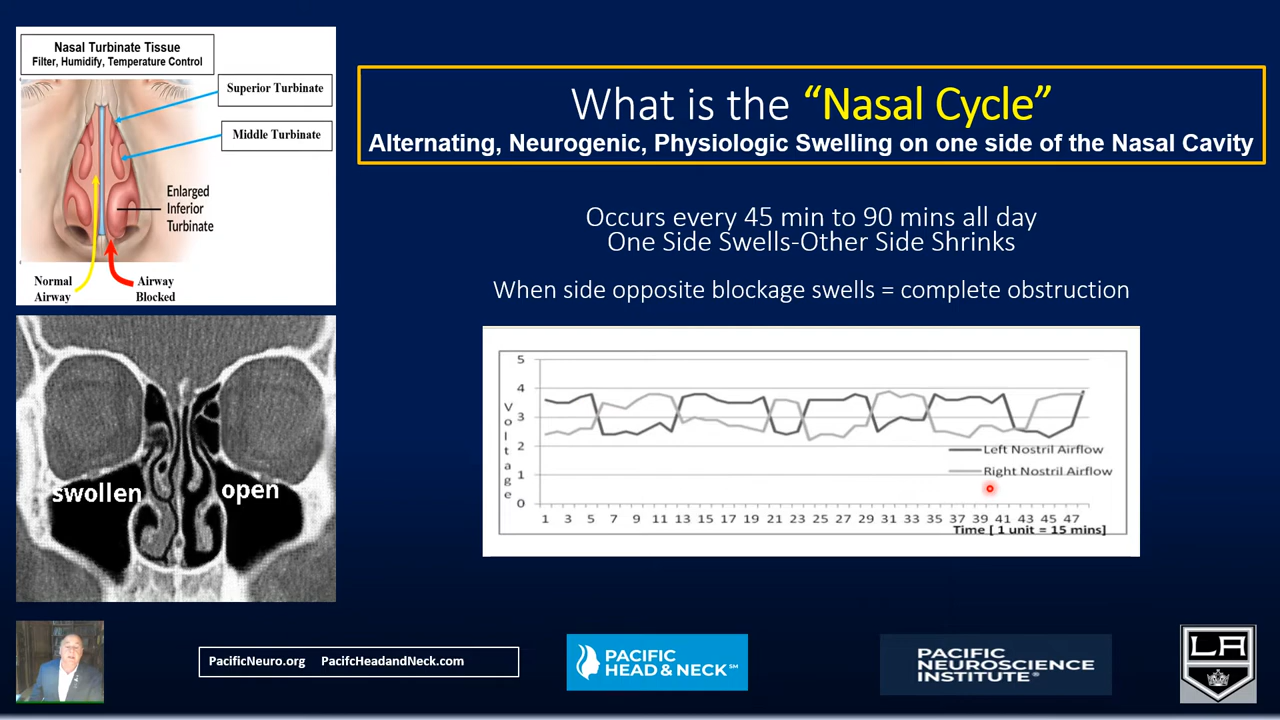 Nasal Turbinate Tissue
Filter, Humidify, Temperature Control
Superior Turbinate
Middle Turbinate
Enlarged
Inferior
Turbinate
Normal
Airway
Airway
Blocked
What is the “Nasal Cycle”
Alternating, Neurogenic, Physiologic Swelling on one side of the Nasal Cavity
Occurs every 45 min to 90 mins all day
One Side Swells-Other Side Shrinks
When side opposite blockage swells = complete obstruction
swollen
open
Voltage
5
4
3
2
1
0
Left Nostril Airflow
Right Nostril Airflow
1 3 5 7 9 11 13 15 17 19 21 23 25 27 29 31 33 35 37 39 41 43 45 47
Time [ 1 unit = 15 mins]
PacificNeuro.org PacifcHeadandNeck.com
PACIFIC
HEAD & NECK SM
PACIFIC
NEUROSCIENCE
INSTITUTE®
LA